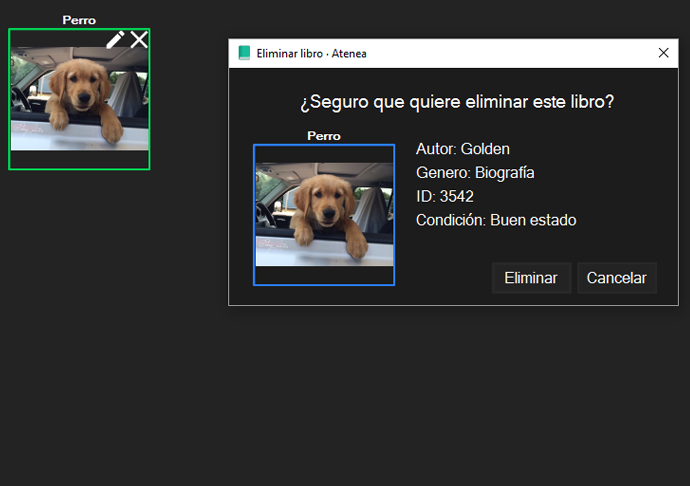 Perro
Eliminar libro · Atenea
¿Seguro que quiere eliminar este libro?
Perro
Autor: Golden
Genero: Biografía
ID: 3542
Condición: Buen estado
Eliminar
Cancelar